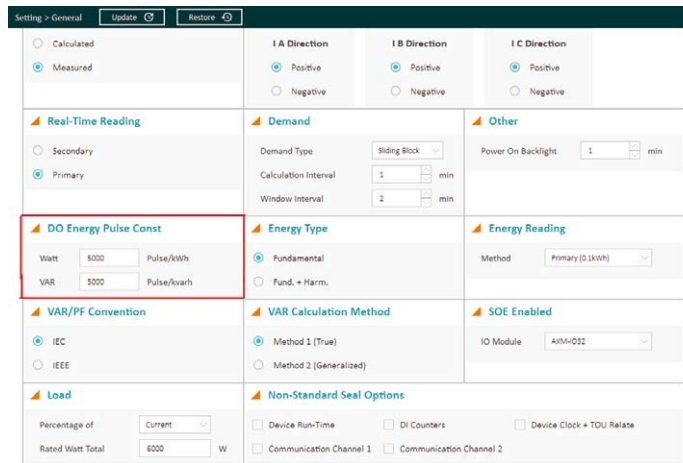 Setting > General Update Restore
Calculated
Measured
I A Direction I B Direction I C Direction
Positive Positive Positive
Negative Negative Negative
Real-Time Reading
Secondary
Primary
Demand
Demand Type Sliding Block
Calculation Interval 1 min
Window Interval 2 min
Other
Power On Backlight 1 min
DO Energy Pulse Const
Watt 5000 Pulse/kWh
VAR 5000 Pulse/kvarh
Energy Type
Fundamental
Fund. + Harm.
Energy Reading
Method Primary (0.1kWh)
VAR/PF Convention
IEC
IEEE
VAR Calculation Method
Method 1 (True)
Method 2 (Generalized)
SOE Enabled
IO Module AXM-IO32
Load
Percentage of Current
Rated Watt Total 6000 W
Non-Standard Seal Options
Device Run-Time DI Counters Device Clock + TOU Relate
Communication Channel 1 Communication Channel 2